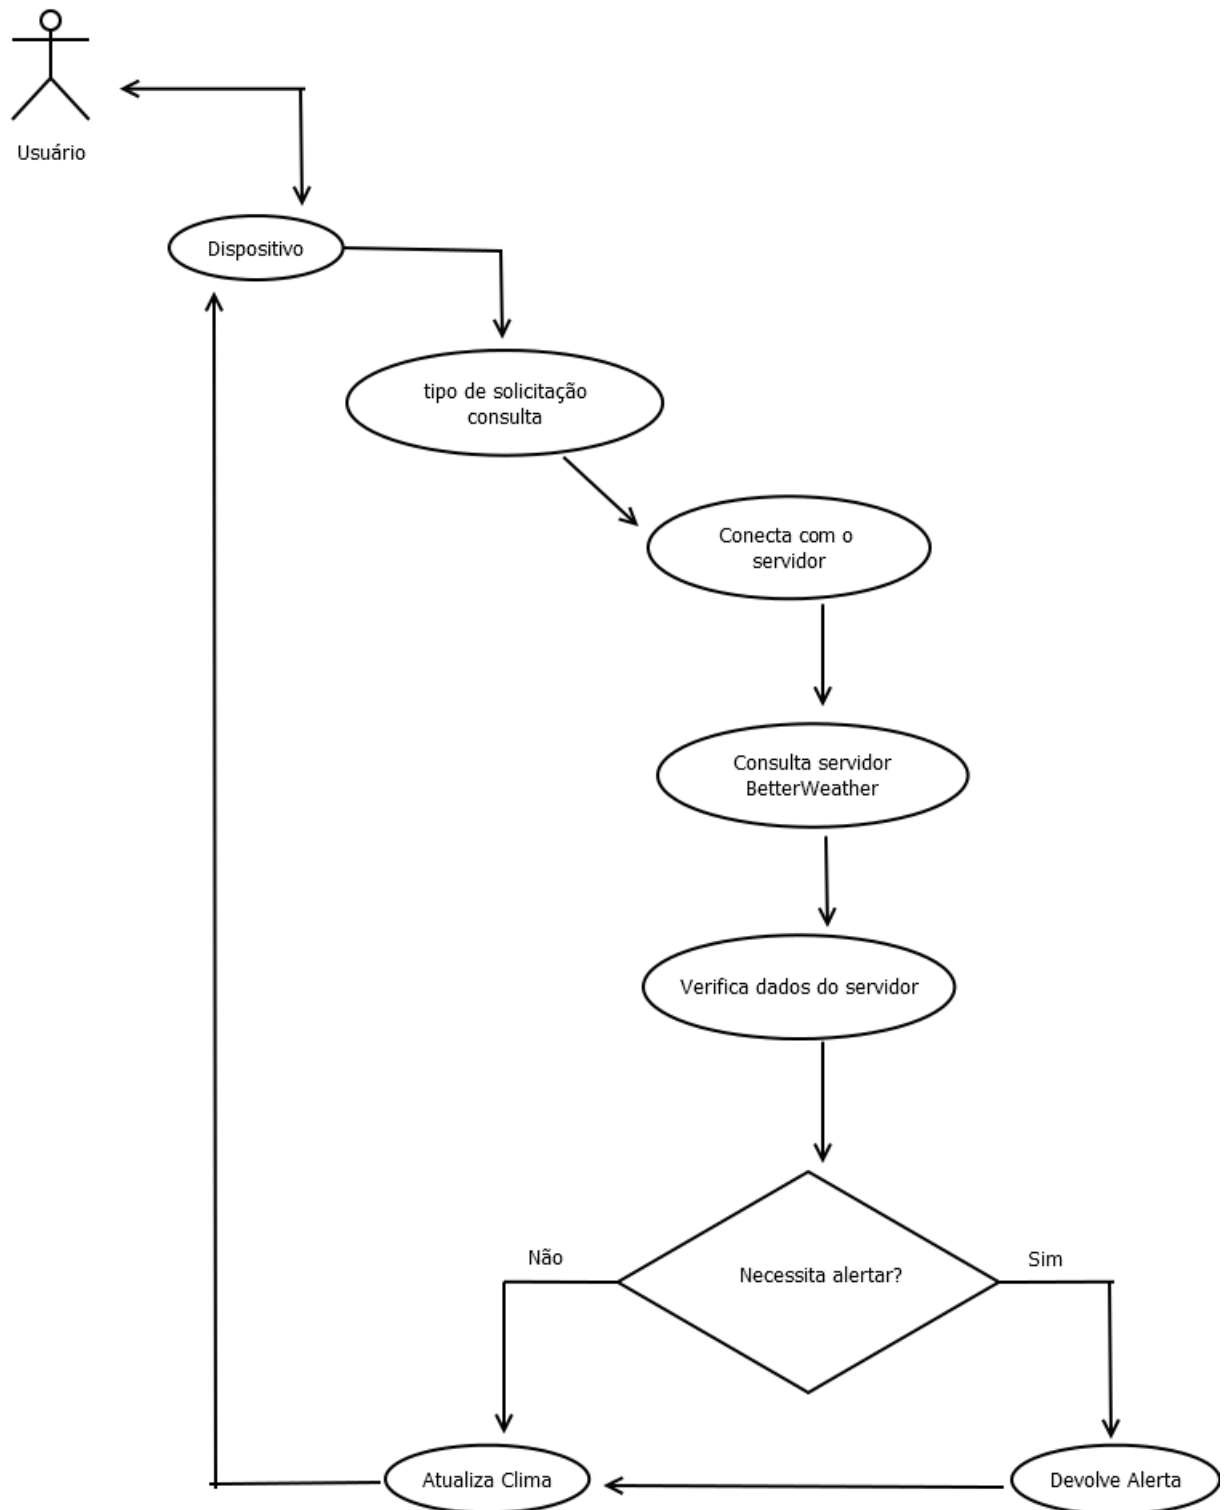 Usuário
Dispositivo
tipo de solicitação
consulta
Conecta com o
servidor
Consulta servidor
BetterWeather
Verifica dados do servidor
Não
Sim
Necessita alertar?
Atualiza Clima
Devolve Alerta